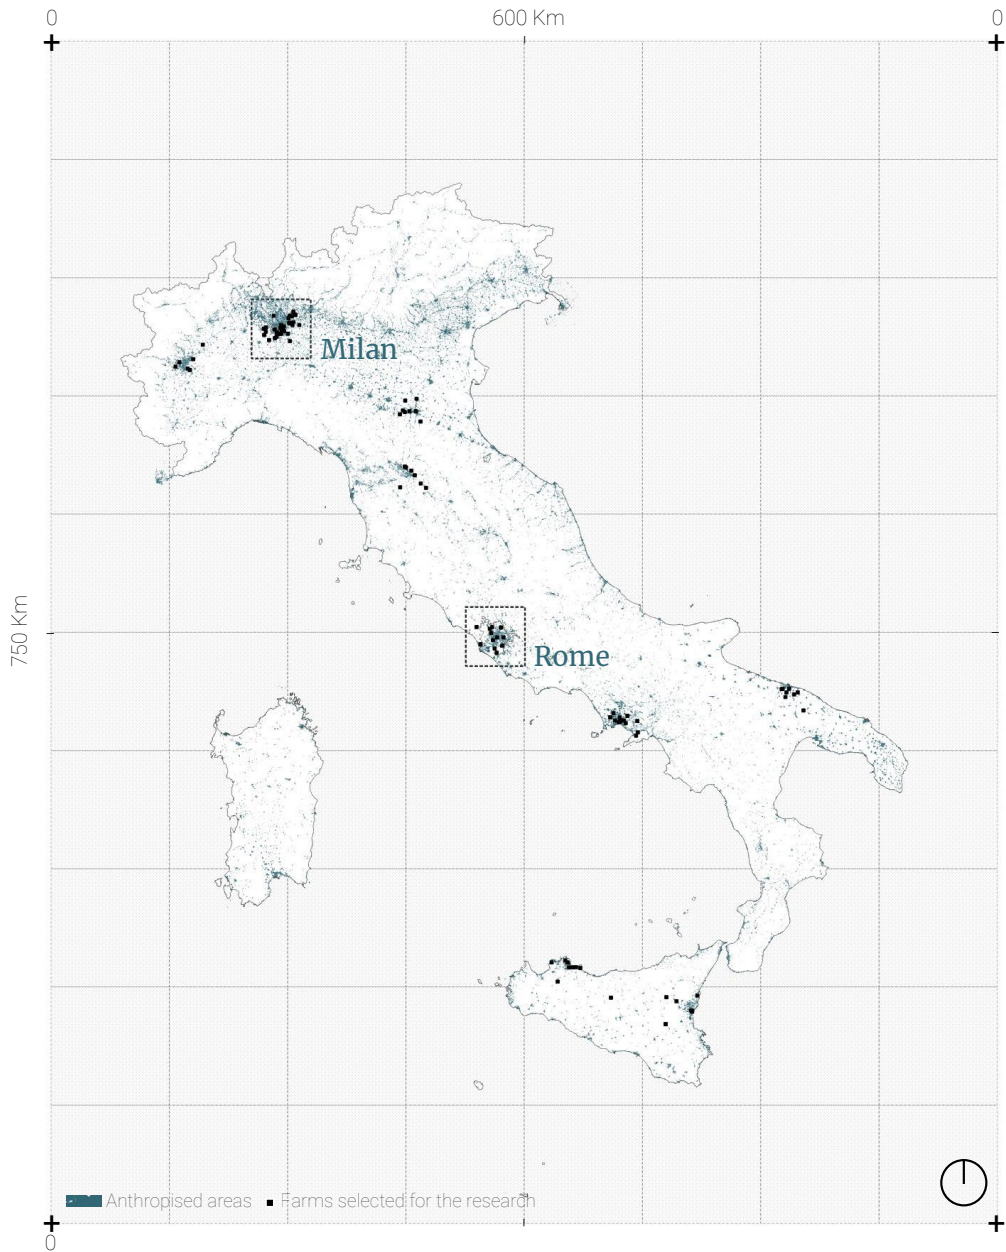 0 600 Km 0
Milan
750 Km
Rome
Anthropised areas Farms selected for the research
0